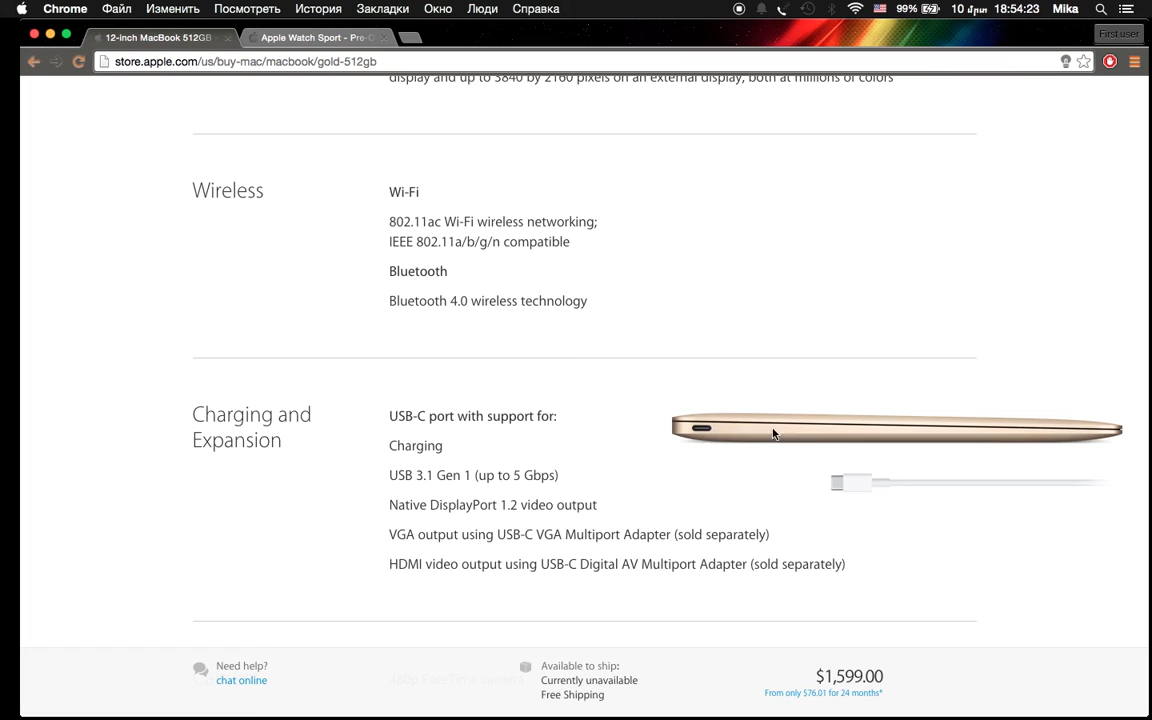 Chrome Файл Изменить Посмотреть История Закладки Окно Люди Справка 99% 10 մրտ 18:54:23 Mika
12-inch MacBook 512GB Apple Watch Sport - Pre-O First user
store.apple.com/us/buy-mac/macbook/gold-512gb
display and up to 3840 by 2160 pixels on an external display, both at millions of colors
Wireless
Wi-Fi
802.11ac Wi-Fi wireless networking;
IEEE 802.11a/b/g/n compatible
Bluetooth
Bluetooth 4.0 wireless technology
Charging and
Expansion
USB-C port with support for:
Charging
USB 3.1 Gen 1 (up to 5 Gbps)
Native DisplayPort 1.2 video output
VGA output using USB-C VGA Multiport Adapter (sold separately)
HDMI video output using USB-C Digital AV Multiport Adapter (sold separately)
480p FaceTime camera
Need help?
chat online
Available to ship:
Currently unavailable
Free Shipping
$1,599.00
From only $76.01 for 24 months*